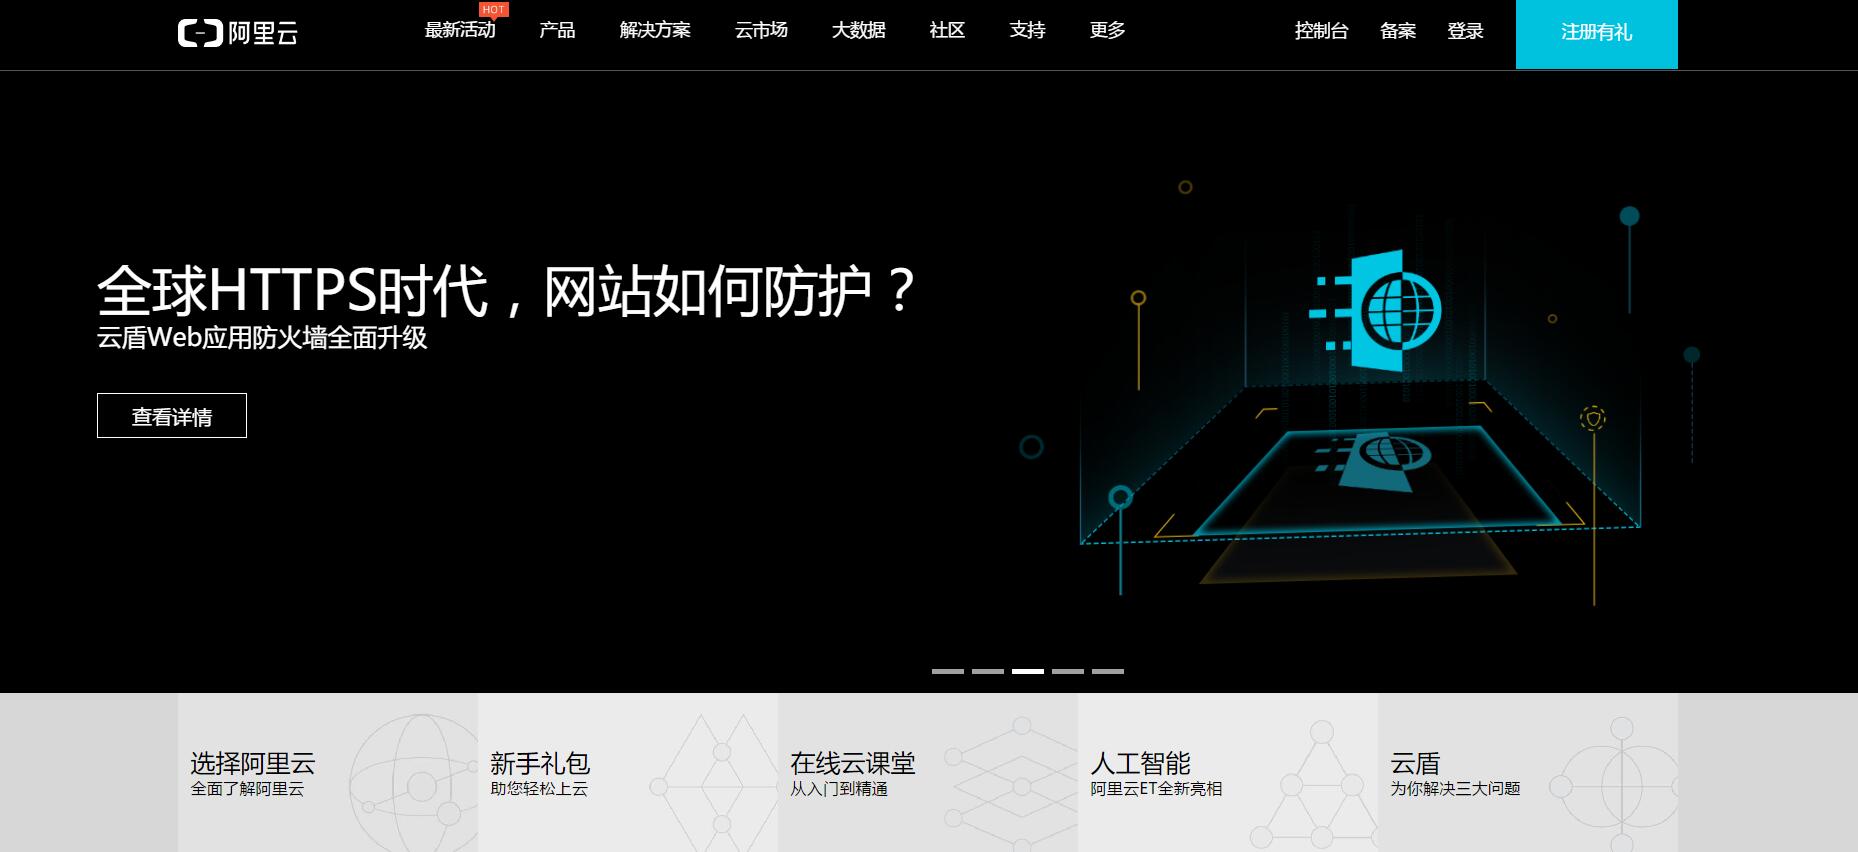 HOT
阿里云
最新活动 产品 解决方案 云市场 大数据 社区 支持 更多 控制台 备案 登录 注册有礼
全球HTTPS时代，网站如何防护？
云盾Web应用防火墙全面升级
查看详情
选择阿里云
全面了解阿里云
新手礼包
助您轻松上云
在线云课堂
从入门到精通
人工智能
阿里云ET全新亮相
云盾
为你解决三大问题